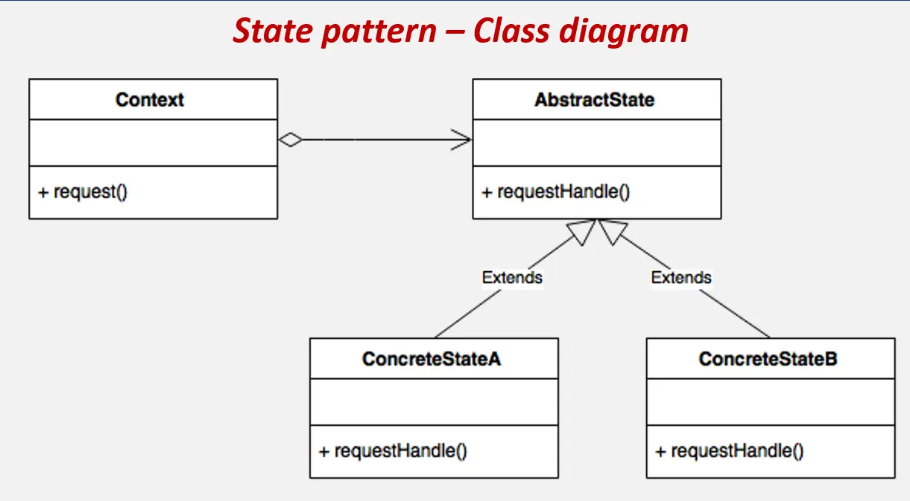 State pattern – Class diagram
Context
+ request()
AbstractState
+ requestHandle()
Extends
Extends
ConcreteStateA
+ requestHandle()
ConcreteStateB
+ requestHandle()